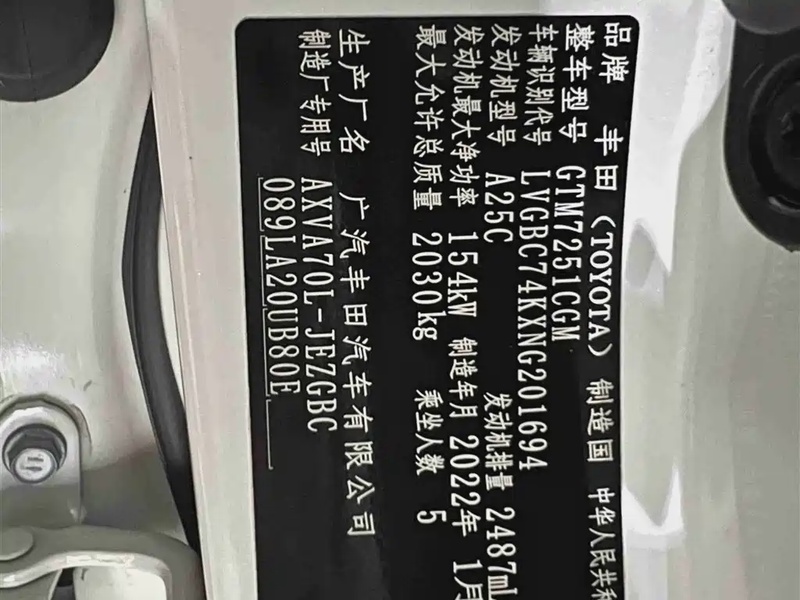 品牌 丰田（TOYOTA） 制造国 中华人民共和
整车型号 GTM7251CGM
车辆识别代号 LVGBC74KXNG201694
发动机型号 A25C 发动机排量 2487mL
发动机最大净功率 154kW 制造年月 2022年 1月
最大允许总质量 2030kg 乘坐人数 5
生产厂名 广汽丰田汽车有限公司
制造厂专用号 AXVA70L-JEZGBC
089LA20UB80E